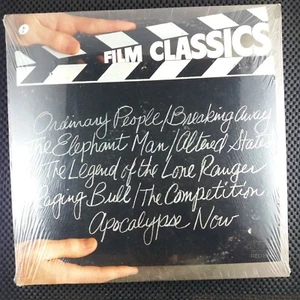 FILM CLASSICS
Ordinary People/Breaking Away
The Elephant Man/Altered States
The Legend of the Lone Ranger
Raging Bull/The Competition
Apocalypse Now